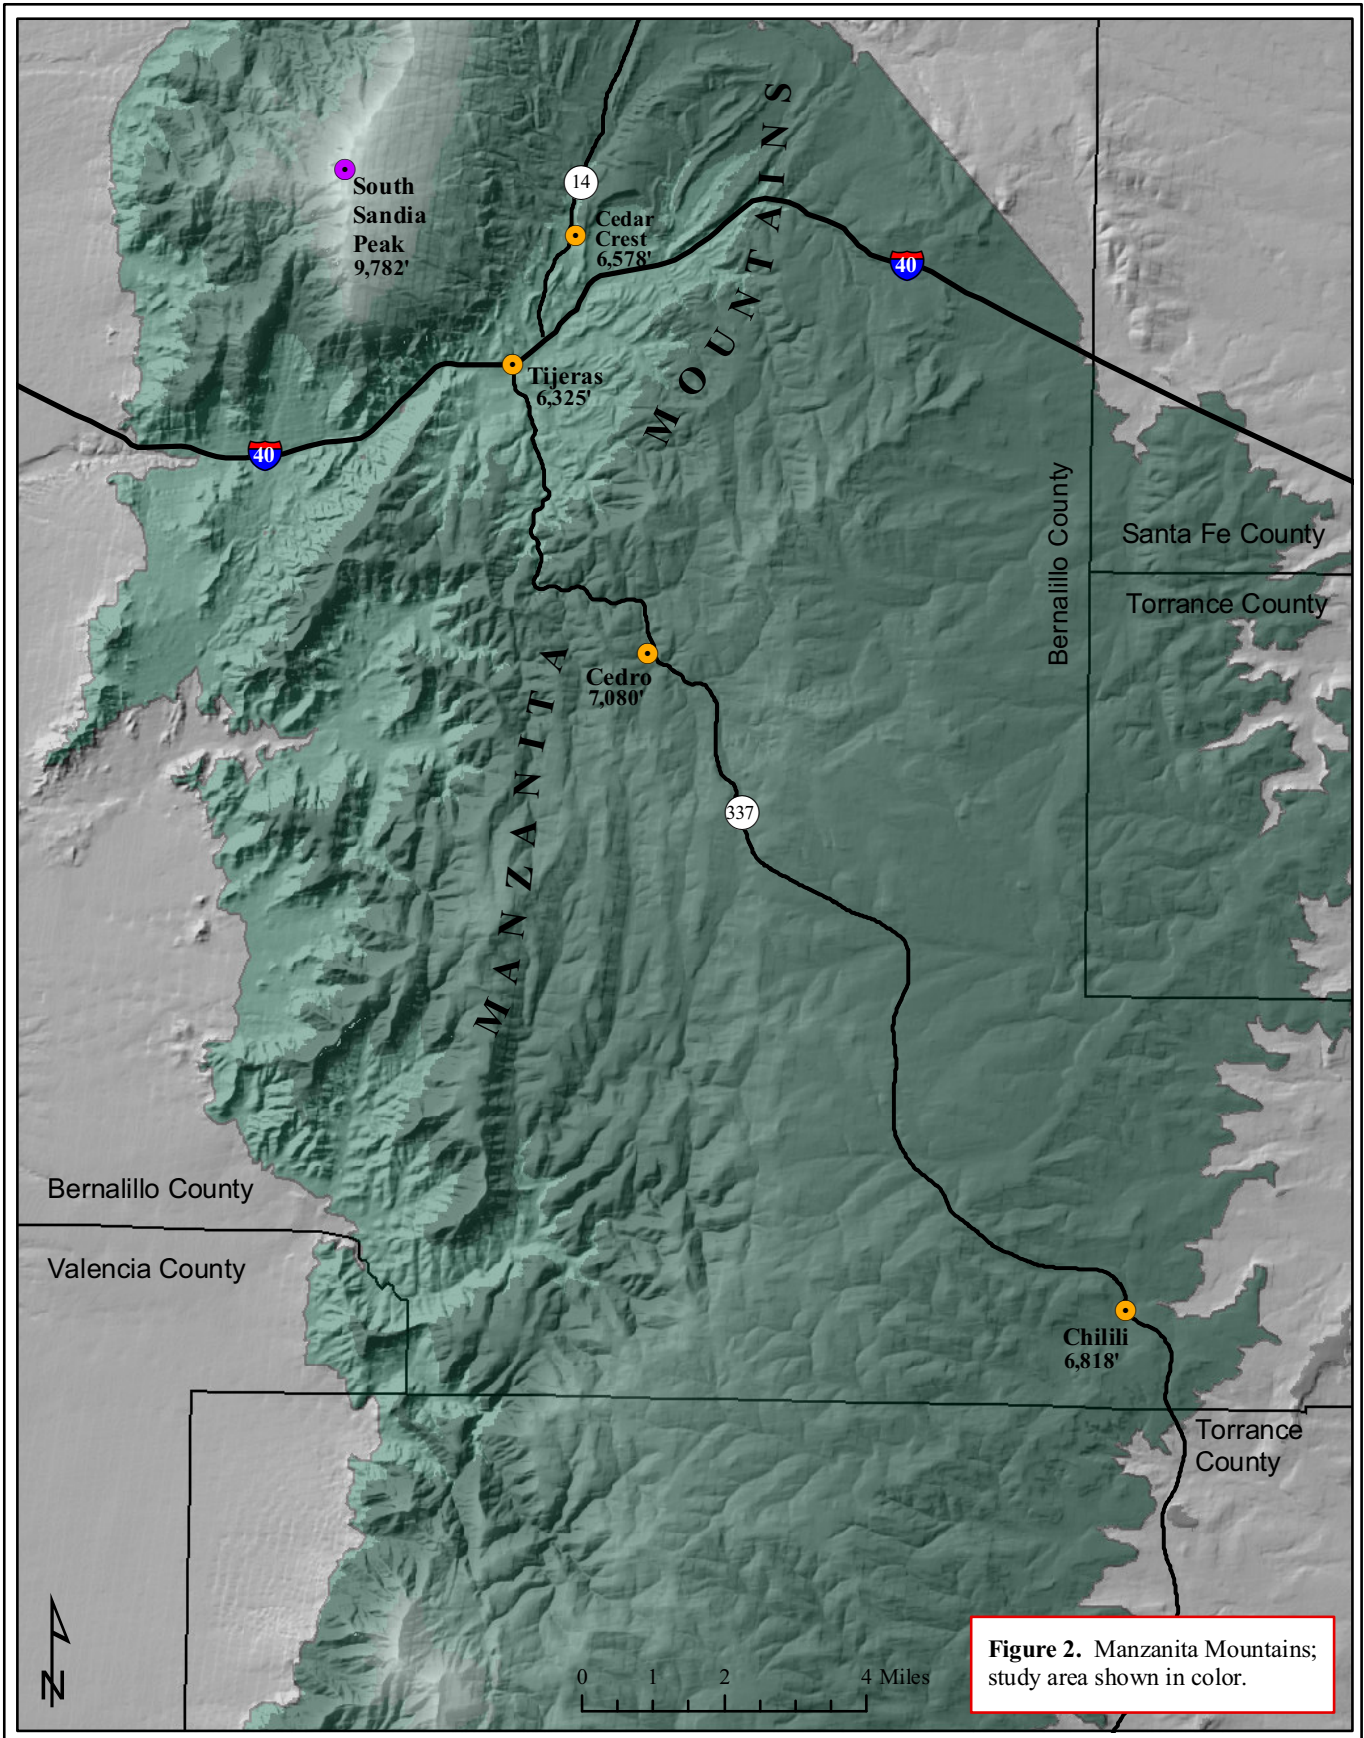 14
South
Sandia
Peak
9,782'
Cedar
Crest
6,578'
40
MOUNTAINS
Tijeras
6,325'
40
Bernalillo County
Santa Fe County
Torrance County
Cedro
7,080'
MANZANITA
337
Bernalillo County
Valencia County
Chilili
6,818'
Torrance
County
N
0 1 2 4 Miles
Figure 2. Manzanita Mountains;
study area shown in color.